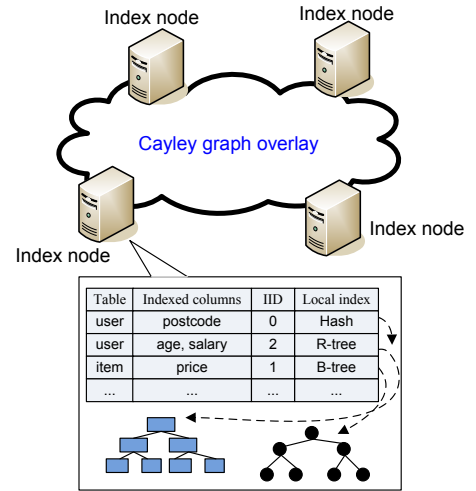 Index node
Index node
Cayley graph overlay
Index node
Index node
Table Indexed columns IID Local index
user postcode 0 Hash
user age, salary 2 R-tree
item price 1 B-tree
... ... ... ...